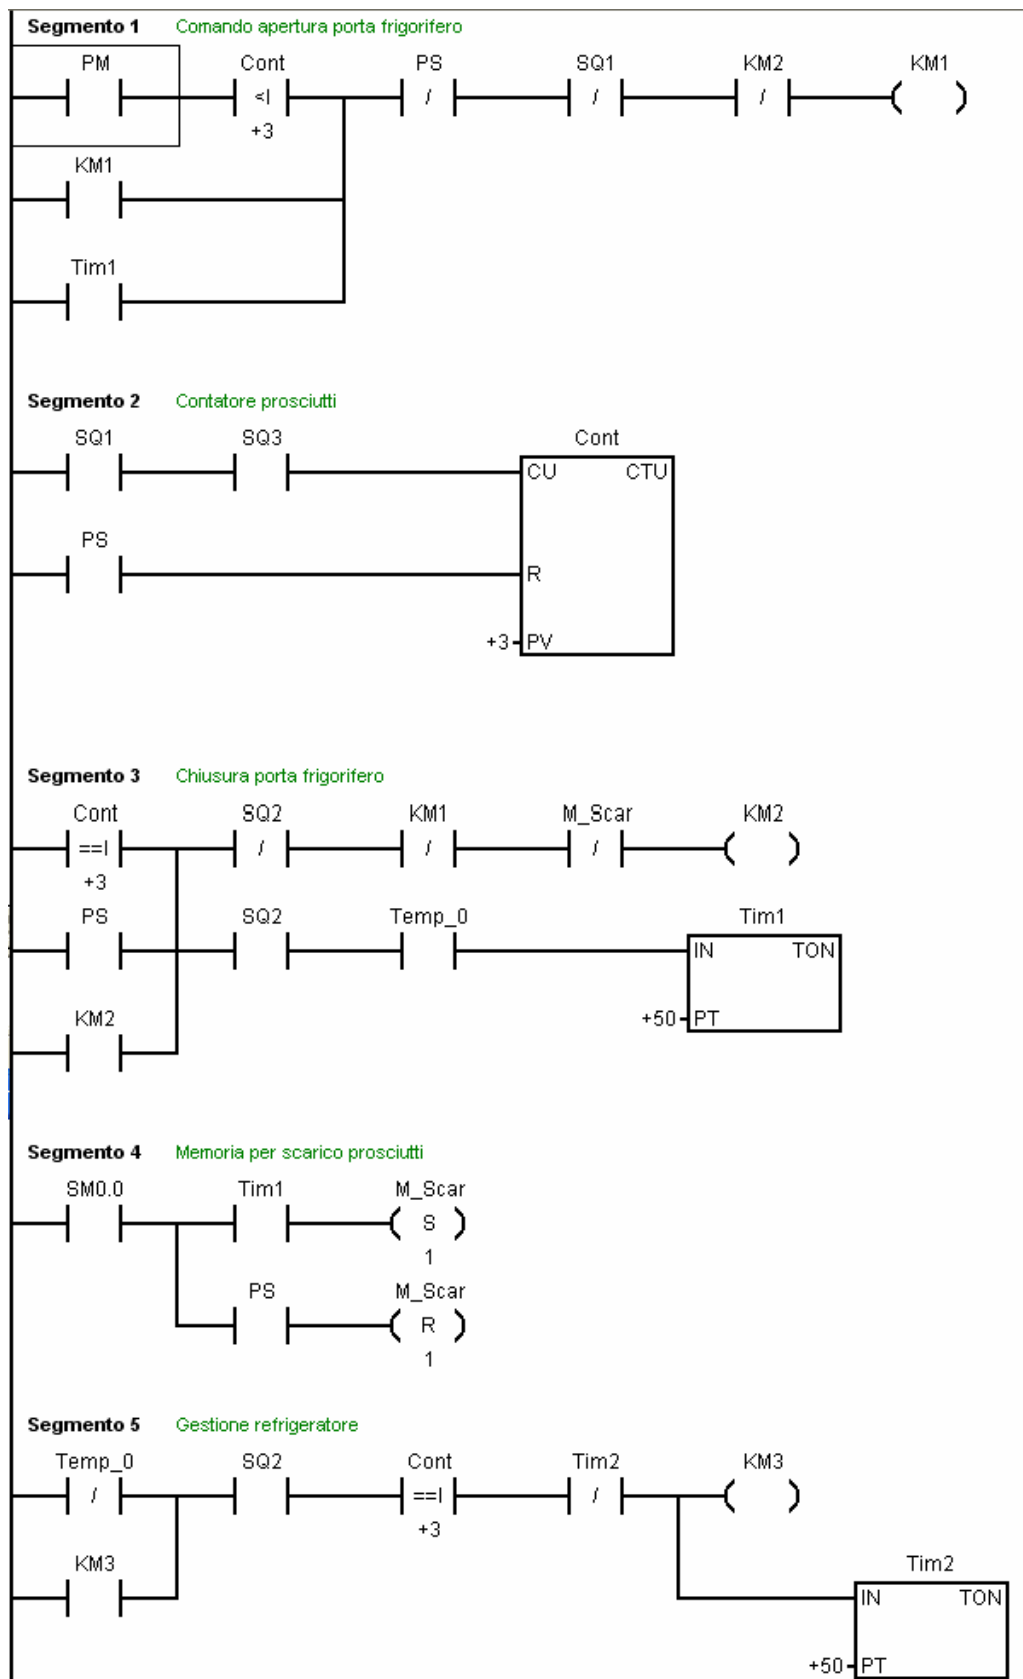 Segmento 1 Comando apertura porta frigorifero
PM Cont PS SQ1 KM2 KM1
<I / / /
+3
KM1
Tim1
Segmento 2 Contatore prosciutti
SQ1 SQ3 Cont
CU CTU
PS
R
+3 PV
Segmento 3 Chiusura porta frigorifero
Cont SQ2 KM1 M_Scar KM2
==I / / /
+3
PS SQ2 Temp_0 Tim1
IN TON
KM2
+50 PT
Segmento 4 Memoria per scarico prosciutti
SM0.0 Tim1 M_Scar
S
1
PS M_Scar
R
1
Segmento 5 Gestione refrigeratore
Temp_0 SQ2 Cont Tim2 KM3
/ ==I /
+3
KM3 Tim2
IN TON
+50 PT